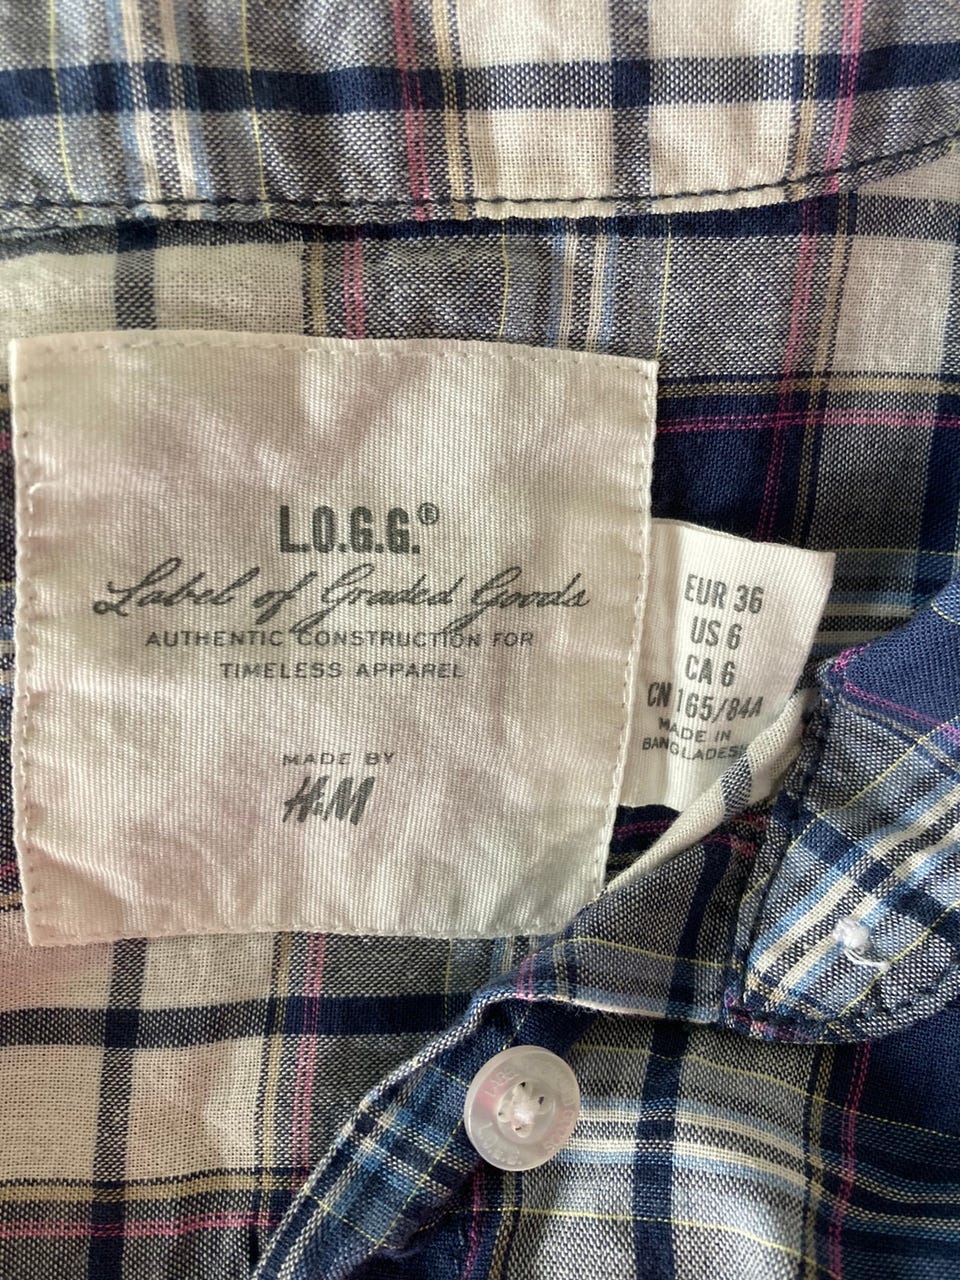 L.O.G.G.®
Label of Graded Goods
AUTHENTIC CONSTRUCTION FOR
TIMELESS APPAREL
MADE BY
H&M
EUR 36
US 6
CA 6
CN 165/84A
MADE IN